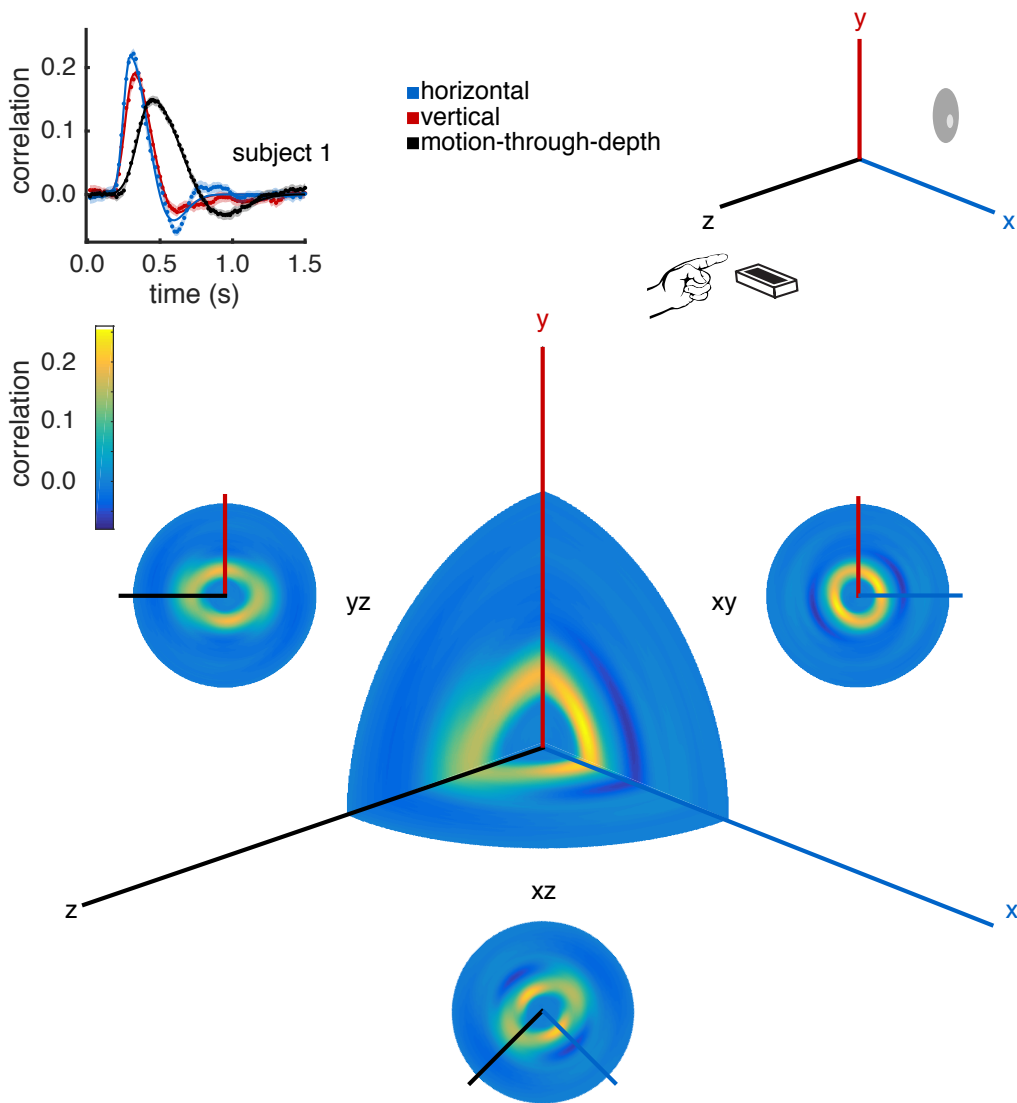 correlation
0.2
0.1
0.0
subject 1
0.0 0.5 1.0 1.5
time (s)
horizontal
vertical
motion-through-depth
y
z
x
correlation
0.2
0.1
0.0
y
yz
xy
z
x
xz